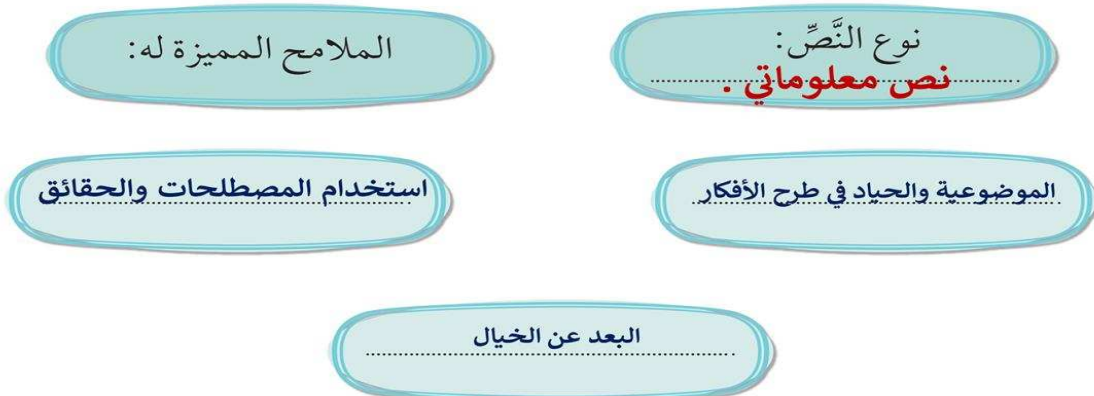 نوع النَّصِّ:
نص معلوماتي .
الملامح المميزة له:
الموضوعية والحياد في طرح الأفكار
استخدام المصطلحات والحقائق
البعد عن الخيال